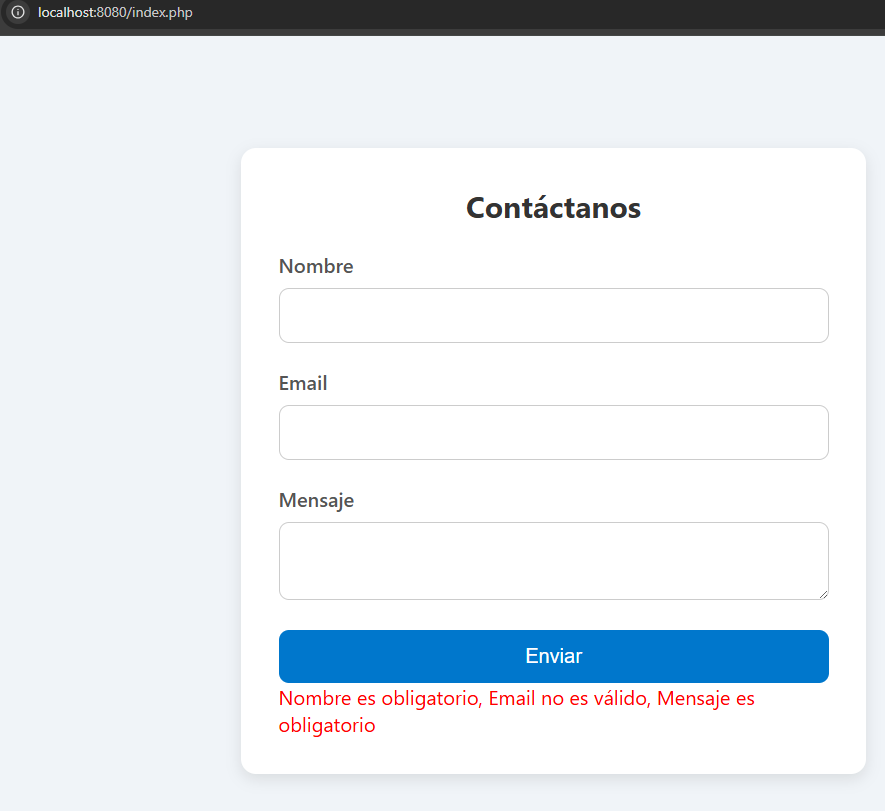 localhost:8080/index.php
Contáctanos
Nombre
Email
Mensaje
Enviar
Nombre es obligatorio, Email no es válido, Mensaje es
obligatorio